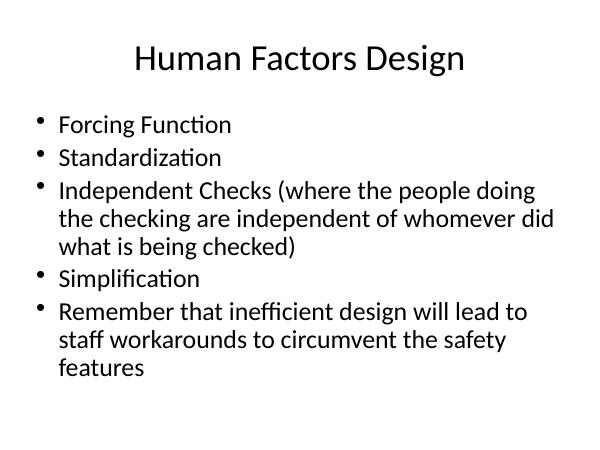 Human Factors Design
• Forcing Function
• Standardization
• Independent Checks (where the people doing
the checking are independent of whomever did
what is being checked)
• Simplification
• Remember that inefficient design will lead to
staff workarounds to circumvent the safety
features